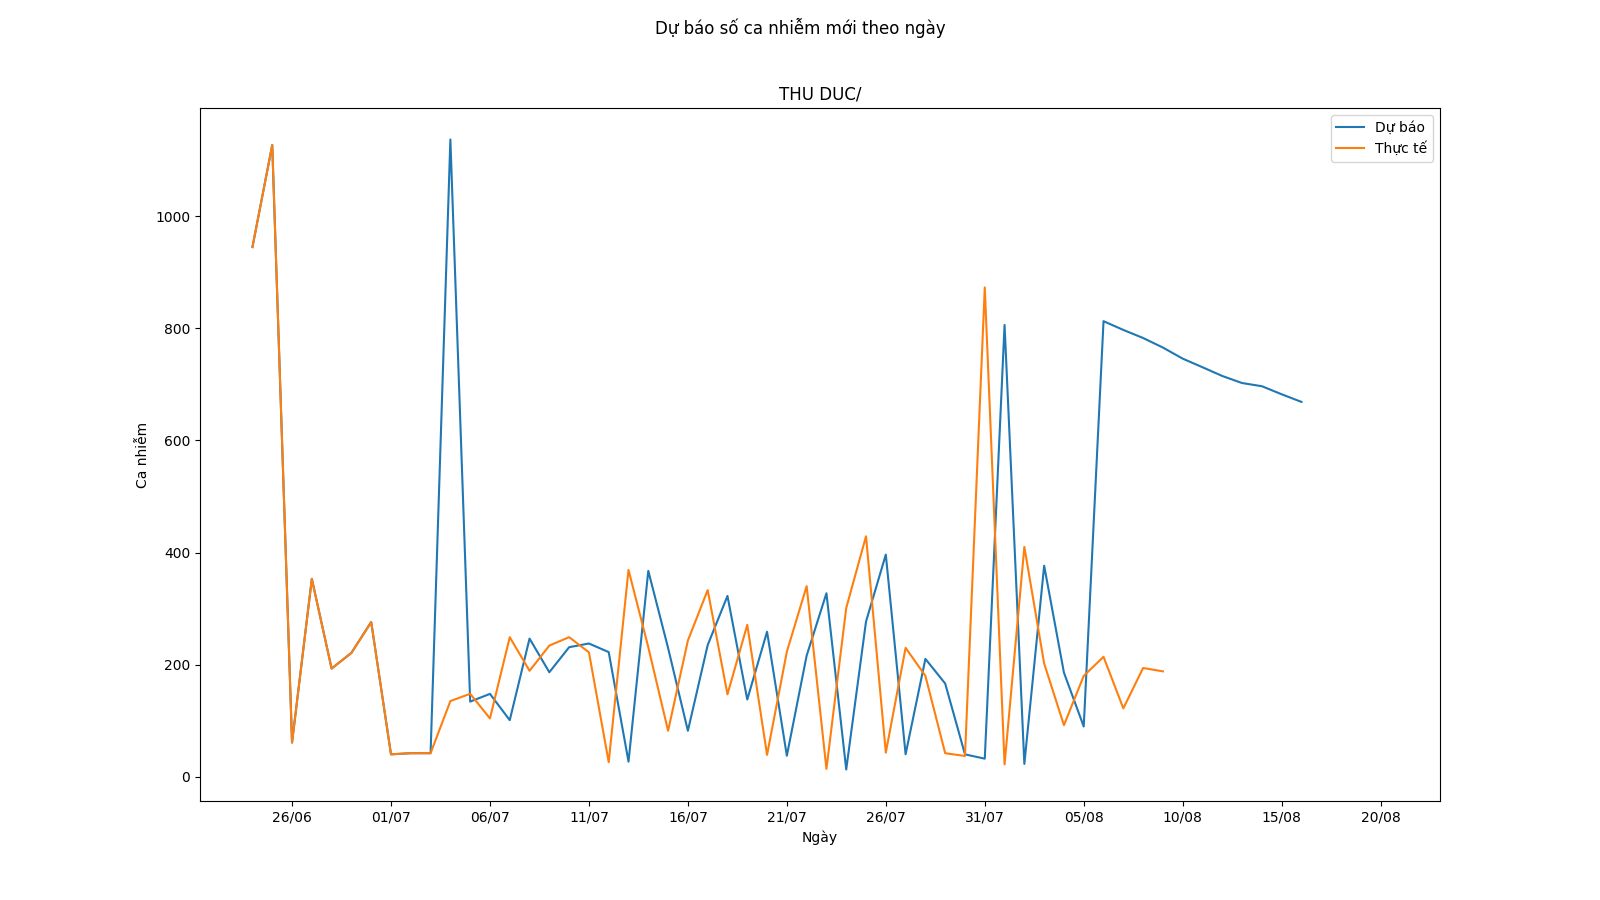 Dự báo số ca nhiễm mới theo ngày
THU DUC/
Dự báo
Thực tế
1000
800
600
400
200
0
Ca nhiễm
26/06 01/07 06/07 11/07 16/07 21/07 26/07 31/07 05/08 10/08 15/08 20/08
Ngày